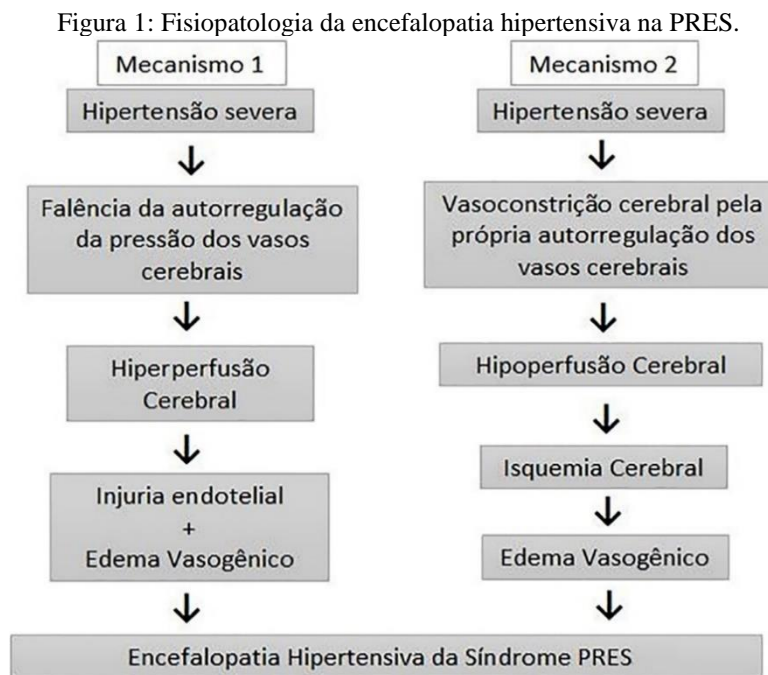 Figura 1: Fisiopatologia da encefalopatia hipertensiva na PRES.
Mecanismo 1
Hipertensão severa
Falência da autorregulação
da pressão dos vasos
cerebrais
Hiperperfusão
Cerebral
Injuria endotelial
+
Edema Vasogênico
Mecanismo 2
Hipertensão severa
Vasoconstrição cerebral pela
própria autorregulação dos
vasos cerebrais
Hipoperfusão Cerebral
Isquemia Cerebral
Edema Vasogênico
Encefalopatia Hipertensiva da Síndrome PRES